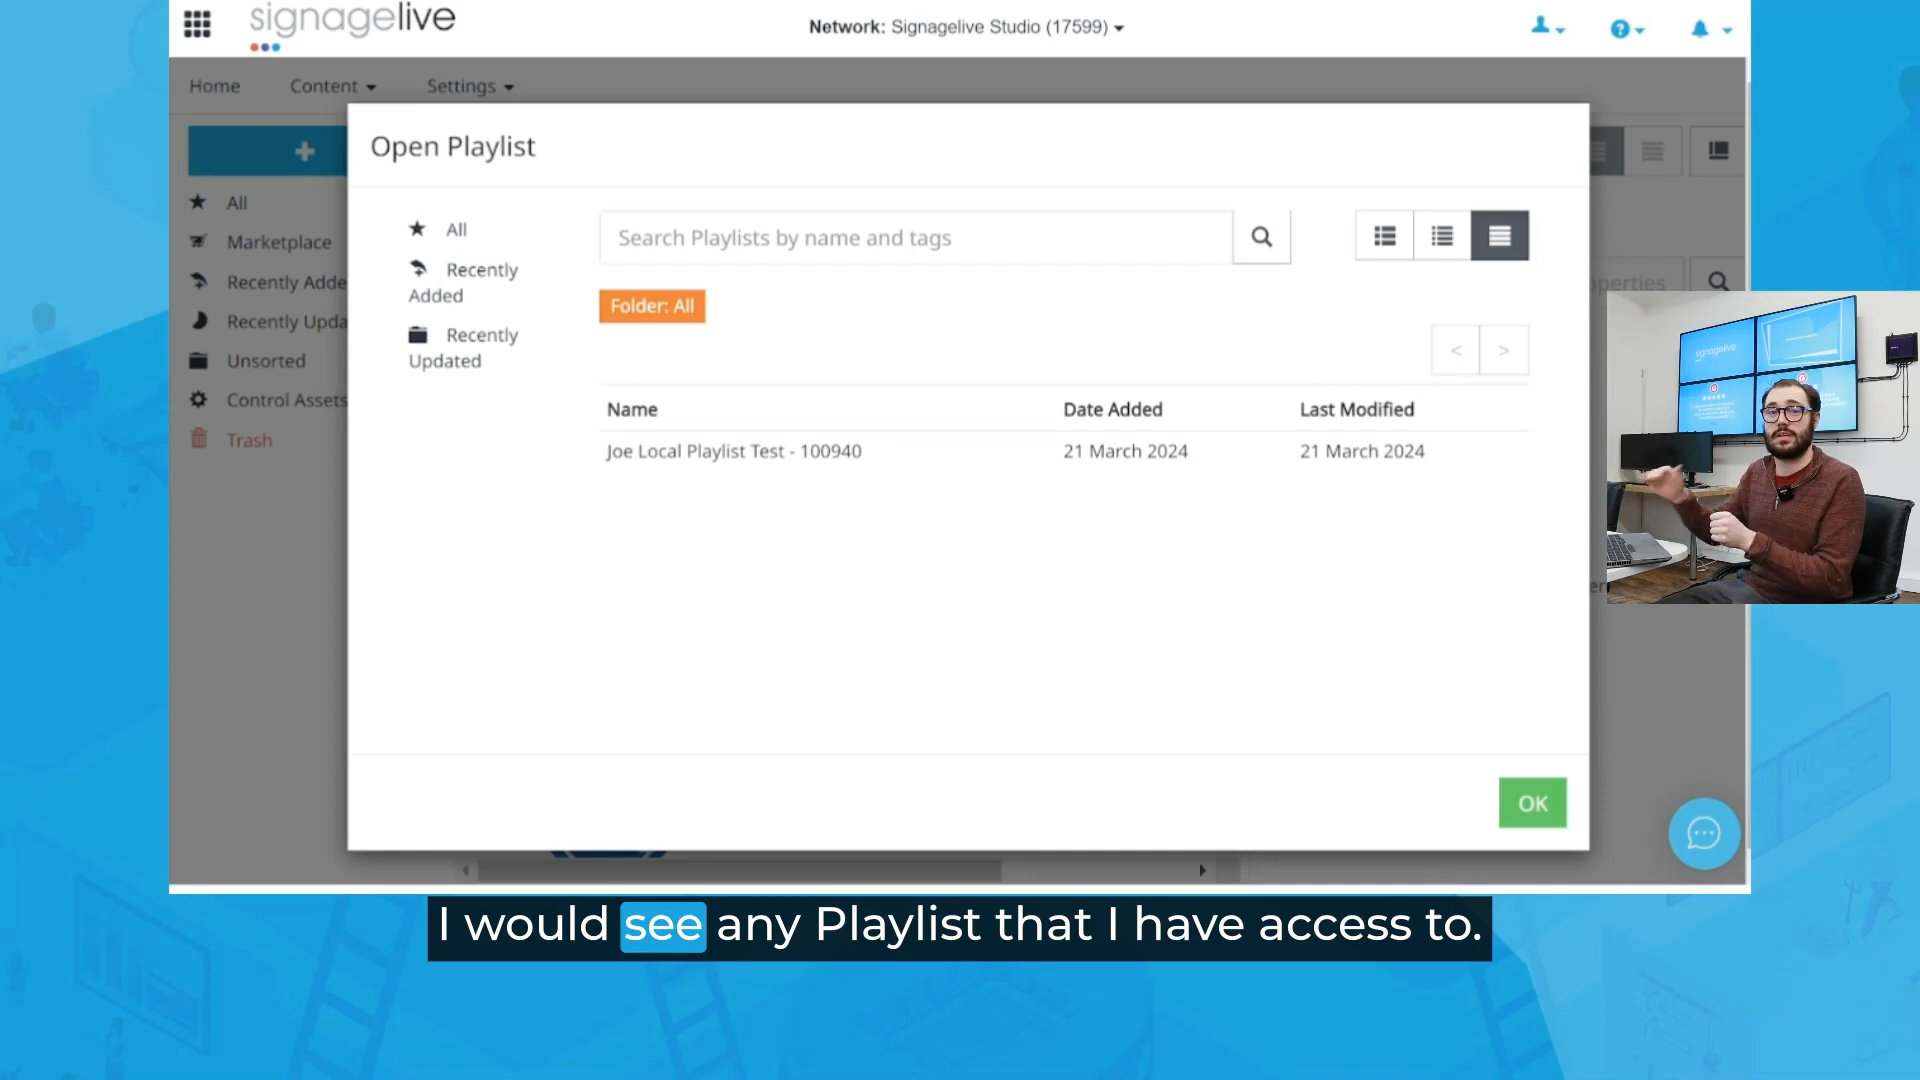 signagelive
Network: Signagelive Studio (17599)
Home Content Settings
All
Marketplace
Recently Adde
Recently Upda
Unsorted
Control Assets
Trash
Open Playlist
All
Recently
Added
Recently
Updated
Search Playlists by name and tags
Folder: All
< >
Name Date Added Last Modified
Joe Local Playlist Test - 100940 21 March 2024 21 March 2024
OK
operties
signagelive
I would see any Playlist that I have access to.